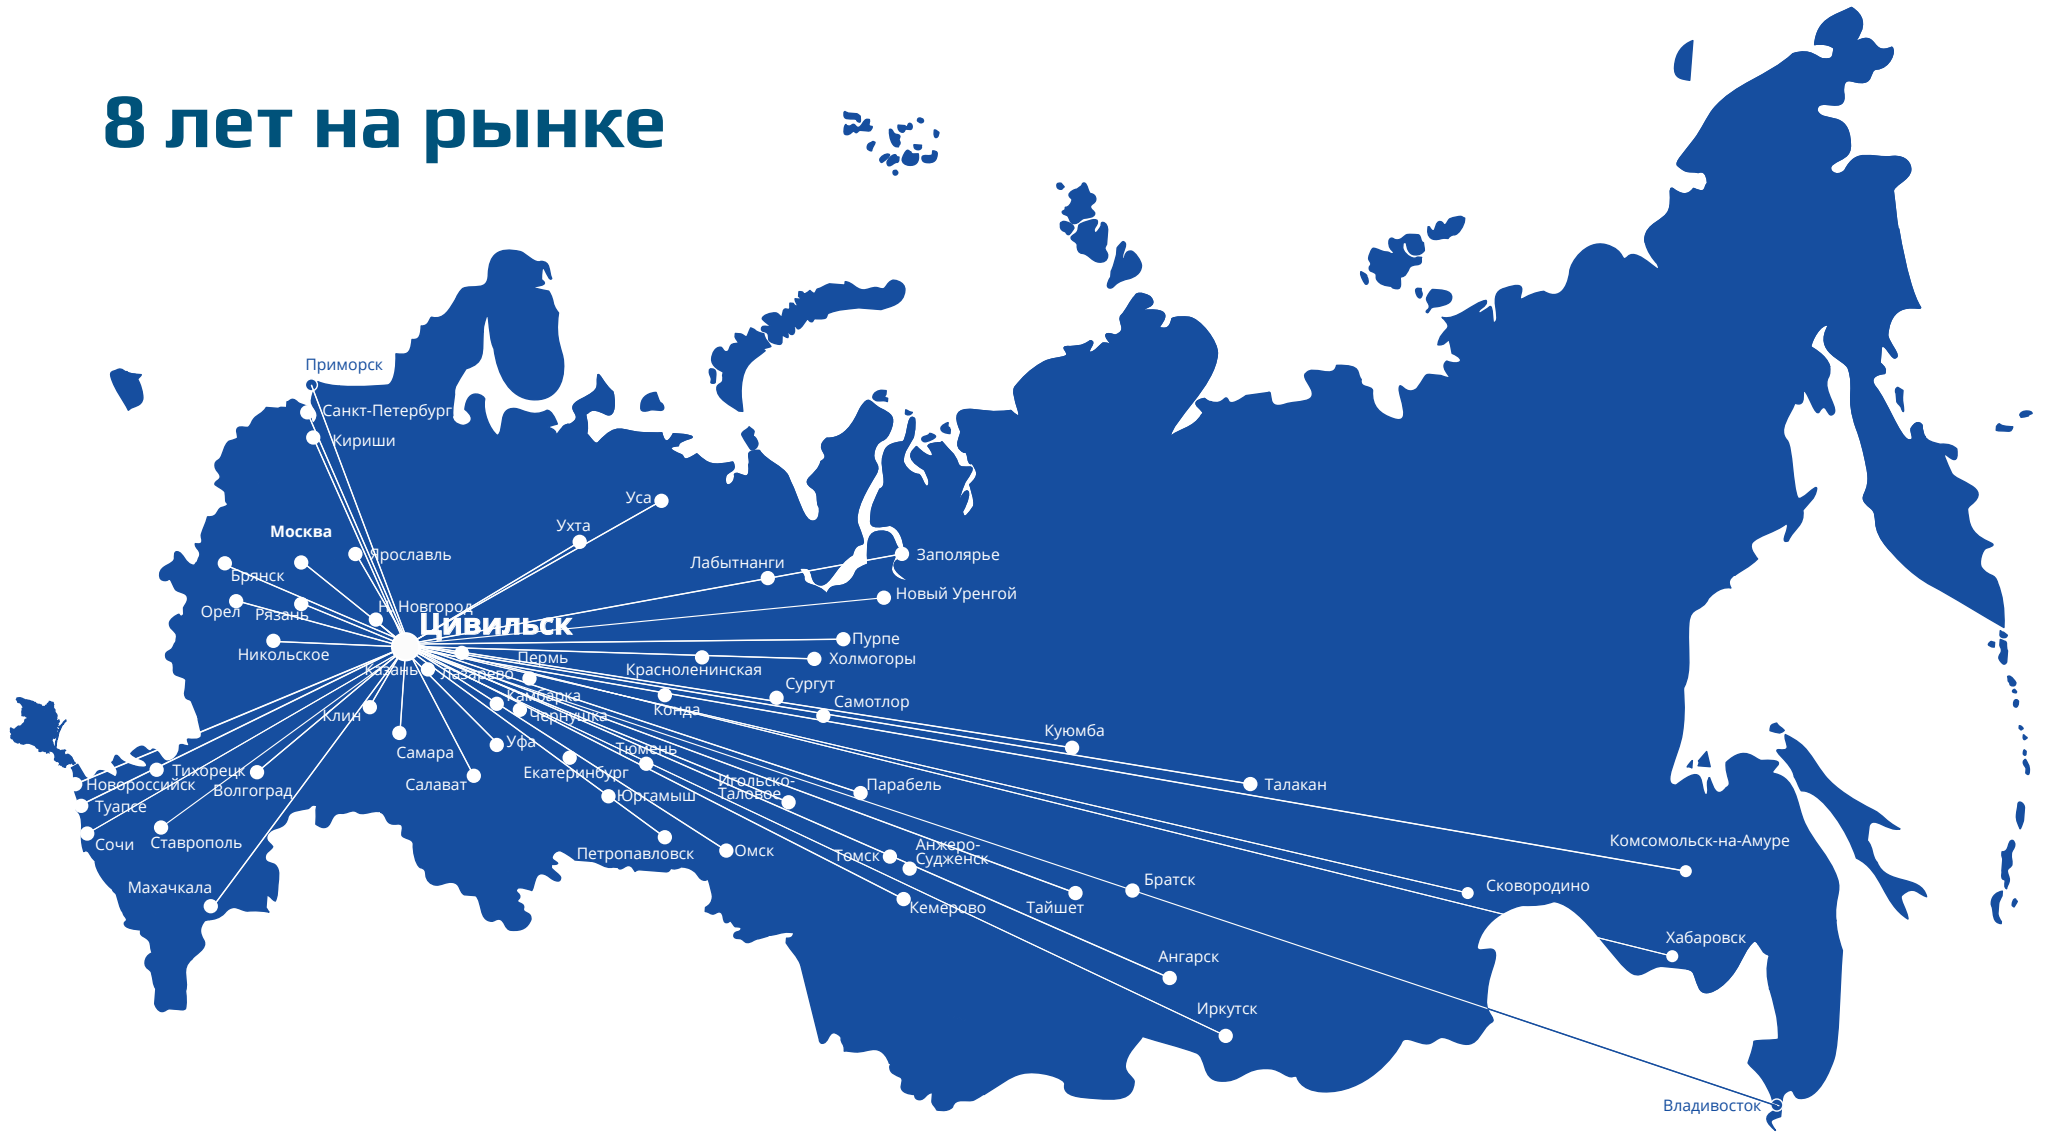 8 лет на рынке
Приморск
Санкт-Петербург
Кириши
Уса
Ухта
Москва
Ярославль
Заполярье
Лабытнанги
Брянск
Новый Уренгой
Н. Новгород
Орел
Рязань
Цивильск
Пурпе
Никольское
Пермь
Холмогоры
Казань
Лазарево
Красноленинская
Сургут
Камбарка
Самотлор
Конда
Клин
Чернушка
Куюмба
Уфа
Тюмень
Самара
Тихорецк
Екатеринбург
Новороссийск
Салават
Игольско-
Таловое
Парабель
Талакан
Волгоград
Юргамыш
Туапсе
Комсомольск-на-Амуре
Сочи
Ставрополь
Петропавловск
Омск
Томск
Анжеро-
Судженск
Братск
Сковородино
Махачкала
Кемерово
Тайшет
Хабаровск
Ангарск
Иркутск
Владивосток